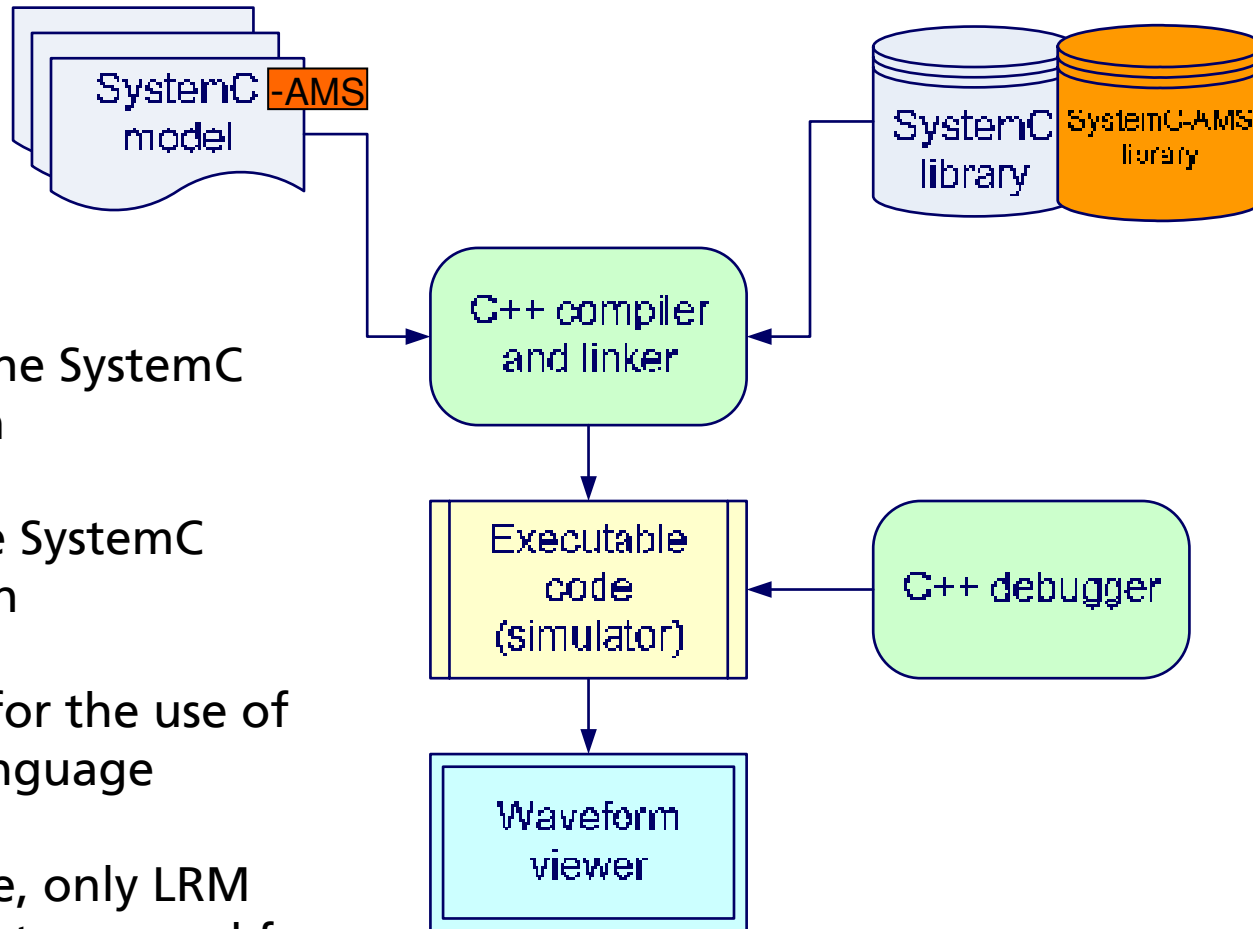 SystemC -AMS
model
SystemC
library
SystemC-AMS
library
C++ compiler
and linker
ne SystemC
n
e SystemC
n
for the use of
nguage
e, only LRM
Executable
code
(simulator)
C++ debugger
Waveform
viewer